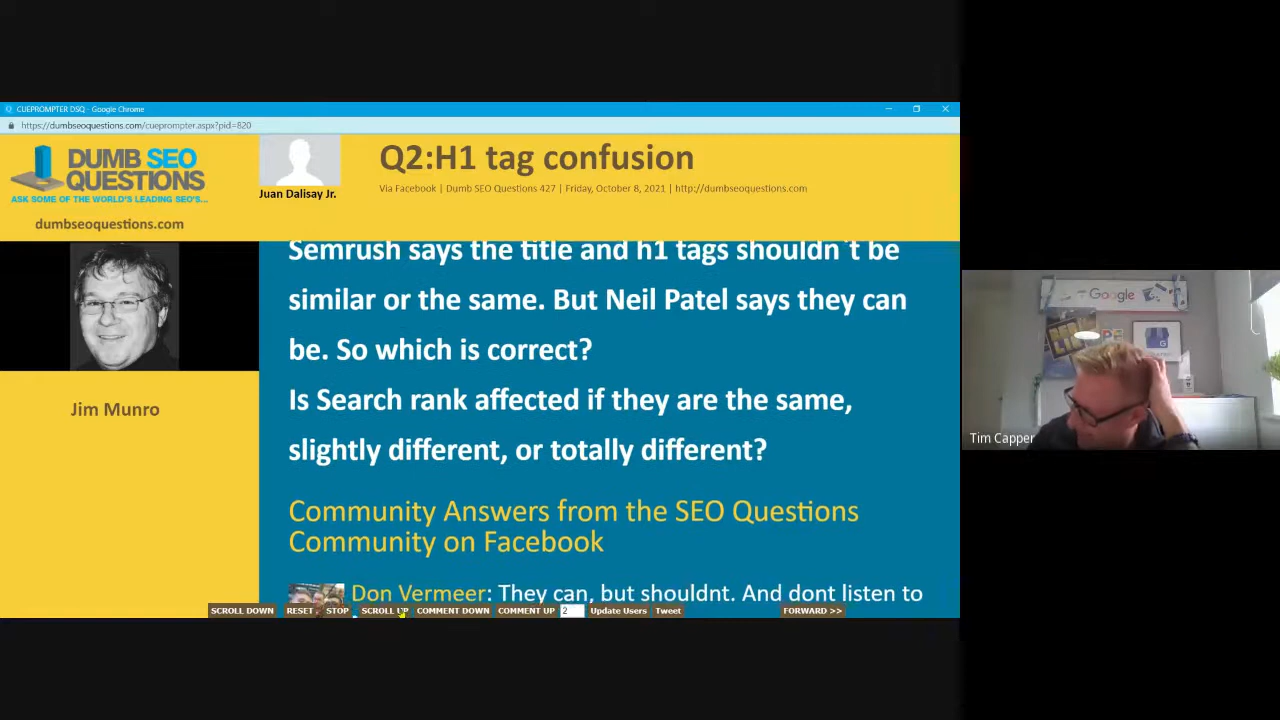 CUEPROMPTER DSQ - Google Chrome
https://dumbseoquestions.com/cueprompter.aspx?pid=820
DUMB SEO
QUESTIONS
ASK SOME OF THE WORLD'S LEADING SEO'S...
dumbseoquestions.com
Juan Dalisay Jr.
Q2:H1 tag confusion
Via Facebook | Dumb SEO Questions 427 | Friday, October 8, 2021 | http://dumbseoquestions.com
Jim Munro
Semrush says the title and h1 tags shouldn`t be
similar or the same. But Neil Patel says they can
be. So which is correct?
Is Search rank affected if they are the same,
slightly different, or totally different?
Community Answers from the SEO Questions
Community on Facebook
Don Vermeer: They can, but shouldnt. And dont listen to
SCROLL DOWN RESET STOP SCROLL UP COMMENT DOWN COMMENT UP 2 Update Users Tweet FORWARD >>
Google
Tim Capper